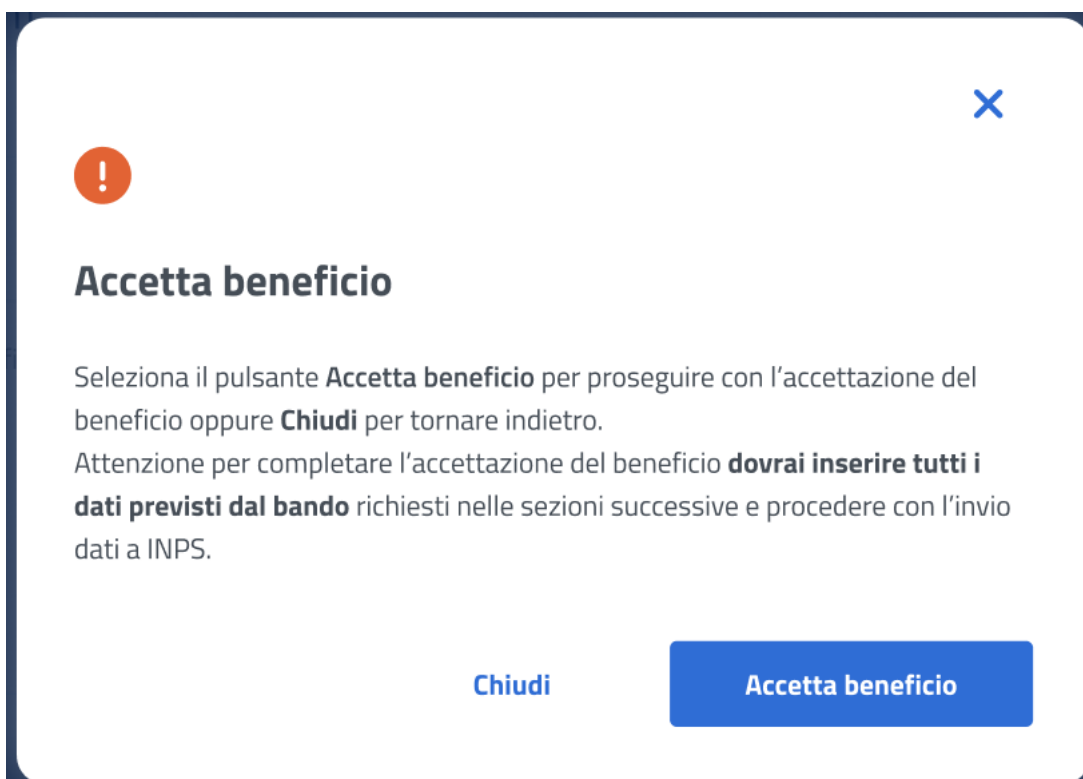 Accetta beneficio
Seleziona il pulsante Accetta beneficio per proseguire con l’accettazione del
beneficio oppure Chiudi per tornare indietro.
Attenzione per completare l’accettazione del beneficio dovrai inserire tutti i
dati previsti dal bando richiesti nelle sezioni successive e procedere con l’invio
dati a INPS.
Chiudi
Accetta beneficio